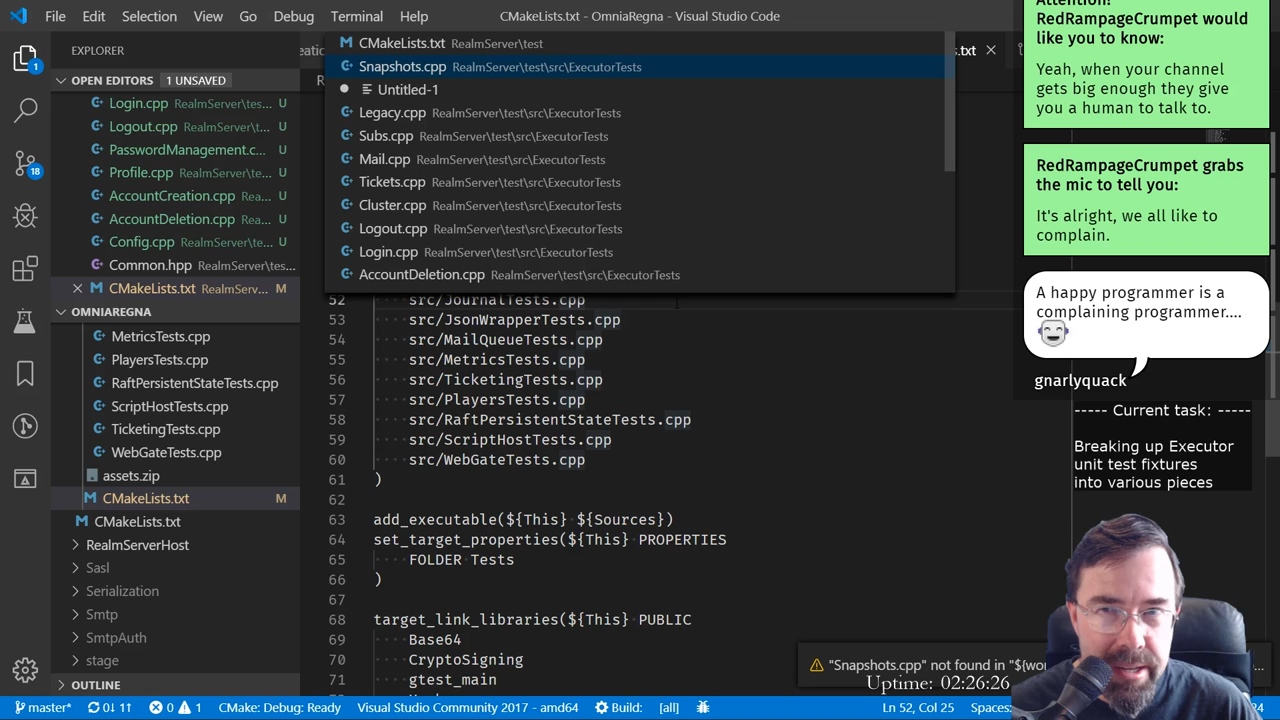 File Edit Selection View Go Debug Terminal Help
CMakeLists.txt - OmniaRegna - Visual Studio Code
EXPLORER
OPEN EDITORS 1 UNSAVED
Login.cpp RealmServer\tes... U
Logout.cpp RealmServer\te... U
PasswordManagement.c... U
Profile.cpp RealmServer\te... U
AccountCreation.cpp Real... U
AccountDeletion.cpp Real... U
Config.cpp RealmServer\te... U
Common.hpp RealmServer\tes...
CMakeLists.txt RealmServ... M
OMNIAREGNA
MetricsTests.cpp
PlayersTests.cpp
RaftPersistentStateTests.cpp
ScriptHostTests.cpp
TicketingTests.cpp
WebGateTests.cpp
assets.zip
CMakeLists.txt M
CMakeLists.txt
RealmServerHost
Sasl
Serialization
Smtp
SmtpAuth
stage
OUTLINE
CMakeLists.txt RealmServer\test
Snapshots.cpp RealmServer\test\src\ExecutorTests
Untitled-1
Legacy.cpp RealmServer\test\src\ExecutorTests
Subs.cpp RealmServer\test\src\ExecutorTests
Mail.cpp RealmServer\test\src\ExecutorTests
Tickets.cpp RealmServer\test\src\ExecutorTests
Cluster.cpp RealmServer\test\src\ExecutorTests
Logout.cpp RealmServer\test\src\ExecutorTests
Login.cpp RealmServer\test\src\ExecutorTests
AccountDeletion.cpp RealmServer\test\src\ExecutorTests
52 src/JournalTests.cpp
53 src/JsonWrapperTests.cpp
54 src/MailQueueTests.cpp
55 src/MetricsTests.cpp
56 src/TicketingTests.cpp
57 src/PlayersTests.cpp
58 src/RaftPersistentStateTests.cpp
59 src/ScriptHostTests.cpp
60 src/WebGateTests.cpp
61 )
62
63 add_executable(${This} ${Sources})
64 set_target_properties(${This} PROPERTIES
65 FOLDER Tests
66 )
67
68 target_link_libraries(${This} PUBLIC
69 Base64
70 CryptoSigning
71 gtest_main
Attention!
RedRampageCrumpet would
like you to know:
Yeah, when your channel
gets big enough they give
you a human to talk to.
RedRampageCrumpet grabs
the mic to tell you:
It's alright, we all like to
complain.
A happy programmer is a
complaining programmer....
gnarlyquack
----- Current task: -----
Breaking up Executor
unit test fixtures
into various pieces
"Snapshots.cpp" not found in "${wor
Uptime: 02:26:26
master* 0↓ 1↑ 0 1 CMake: Debug: Ready Visual Studio Community 2017 - amd64 Build: [all] Ln 52, Col 25